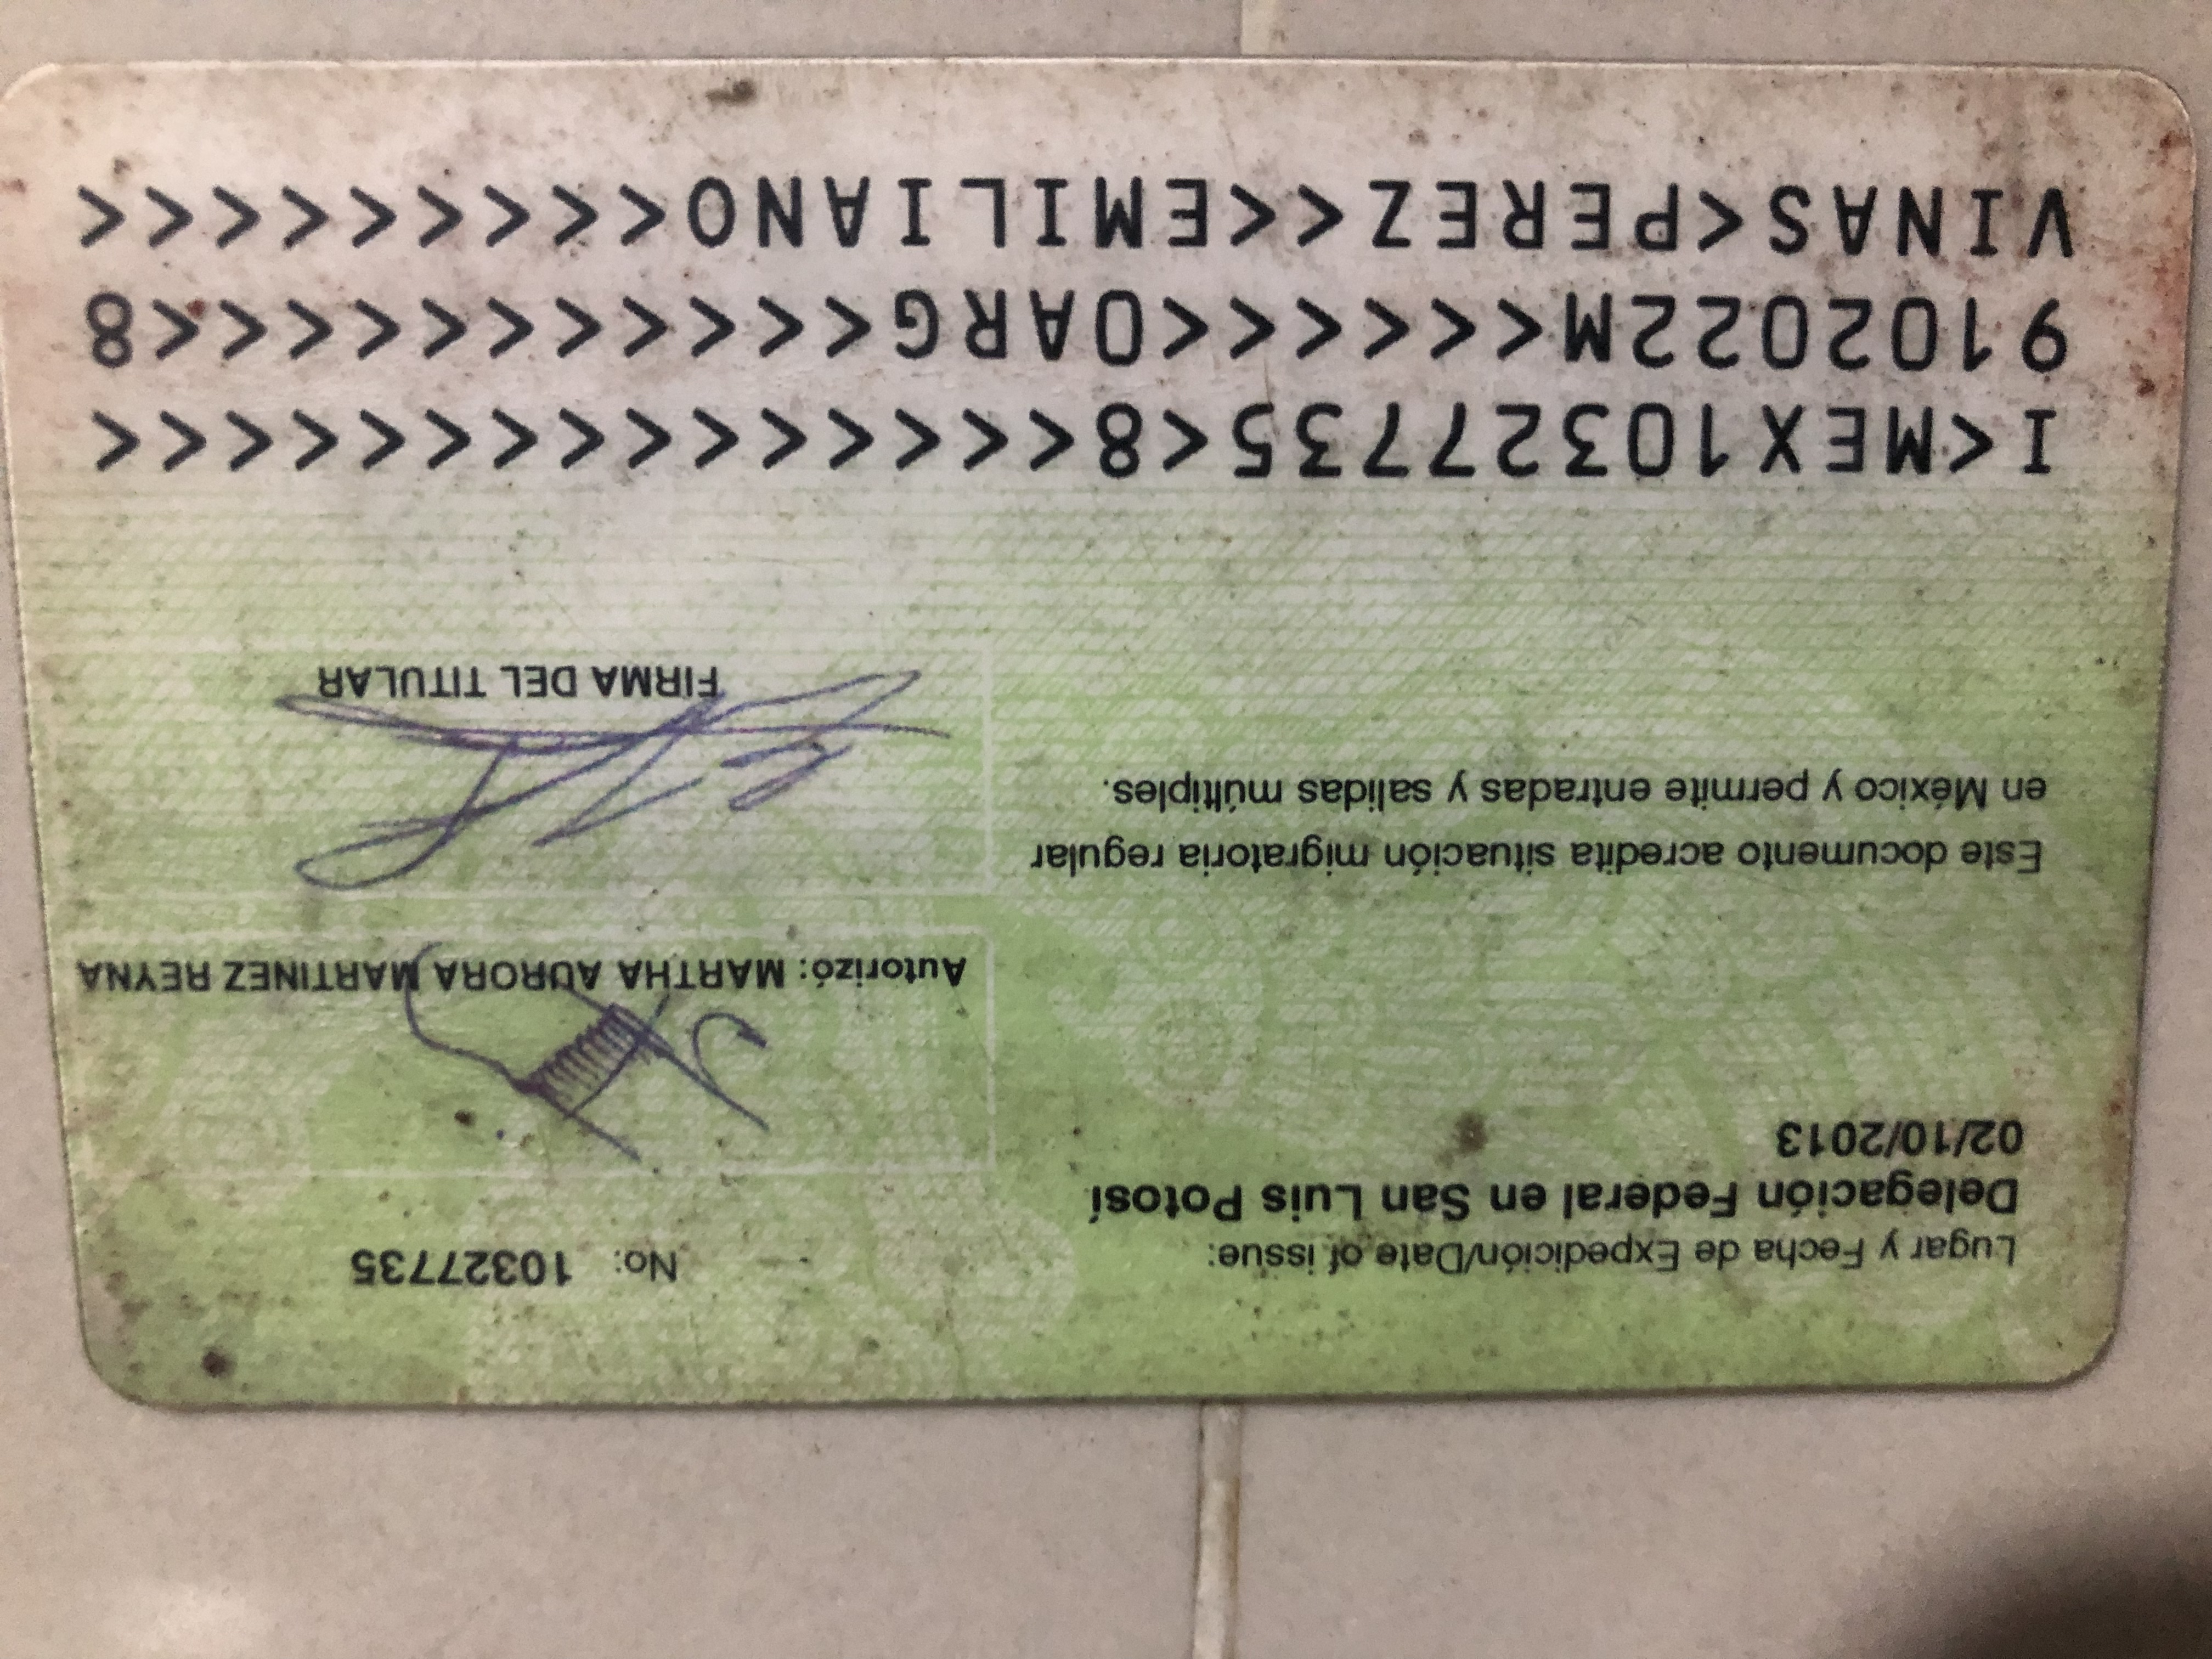 Lugar y Fecha de Expedición/Date of issue:
Delegación Federal en San Luis Potosí
02/10/2013
No: 10327735
Autorizó: MARTHA AURORA MARTINEZ REYNA
Este documento acredita situación migratoria regular
en México y permite entradas y salidas múltiples.
FIRMA DEL TITULAR
I<MEX10327735<8<<<<<<<<<<<<<<<
9102022M<<<<<<0ARG<<<<<<<<<<<8
VINAS<PEREZ<<EMILIANO<<<<<<<<<